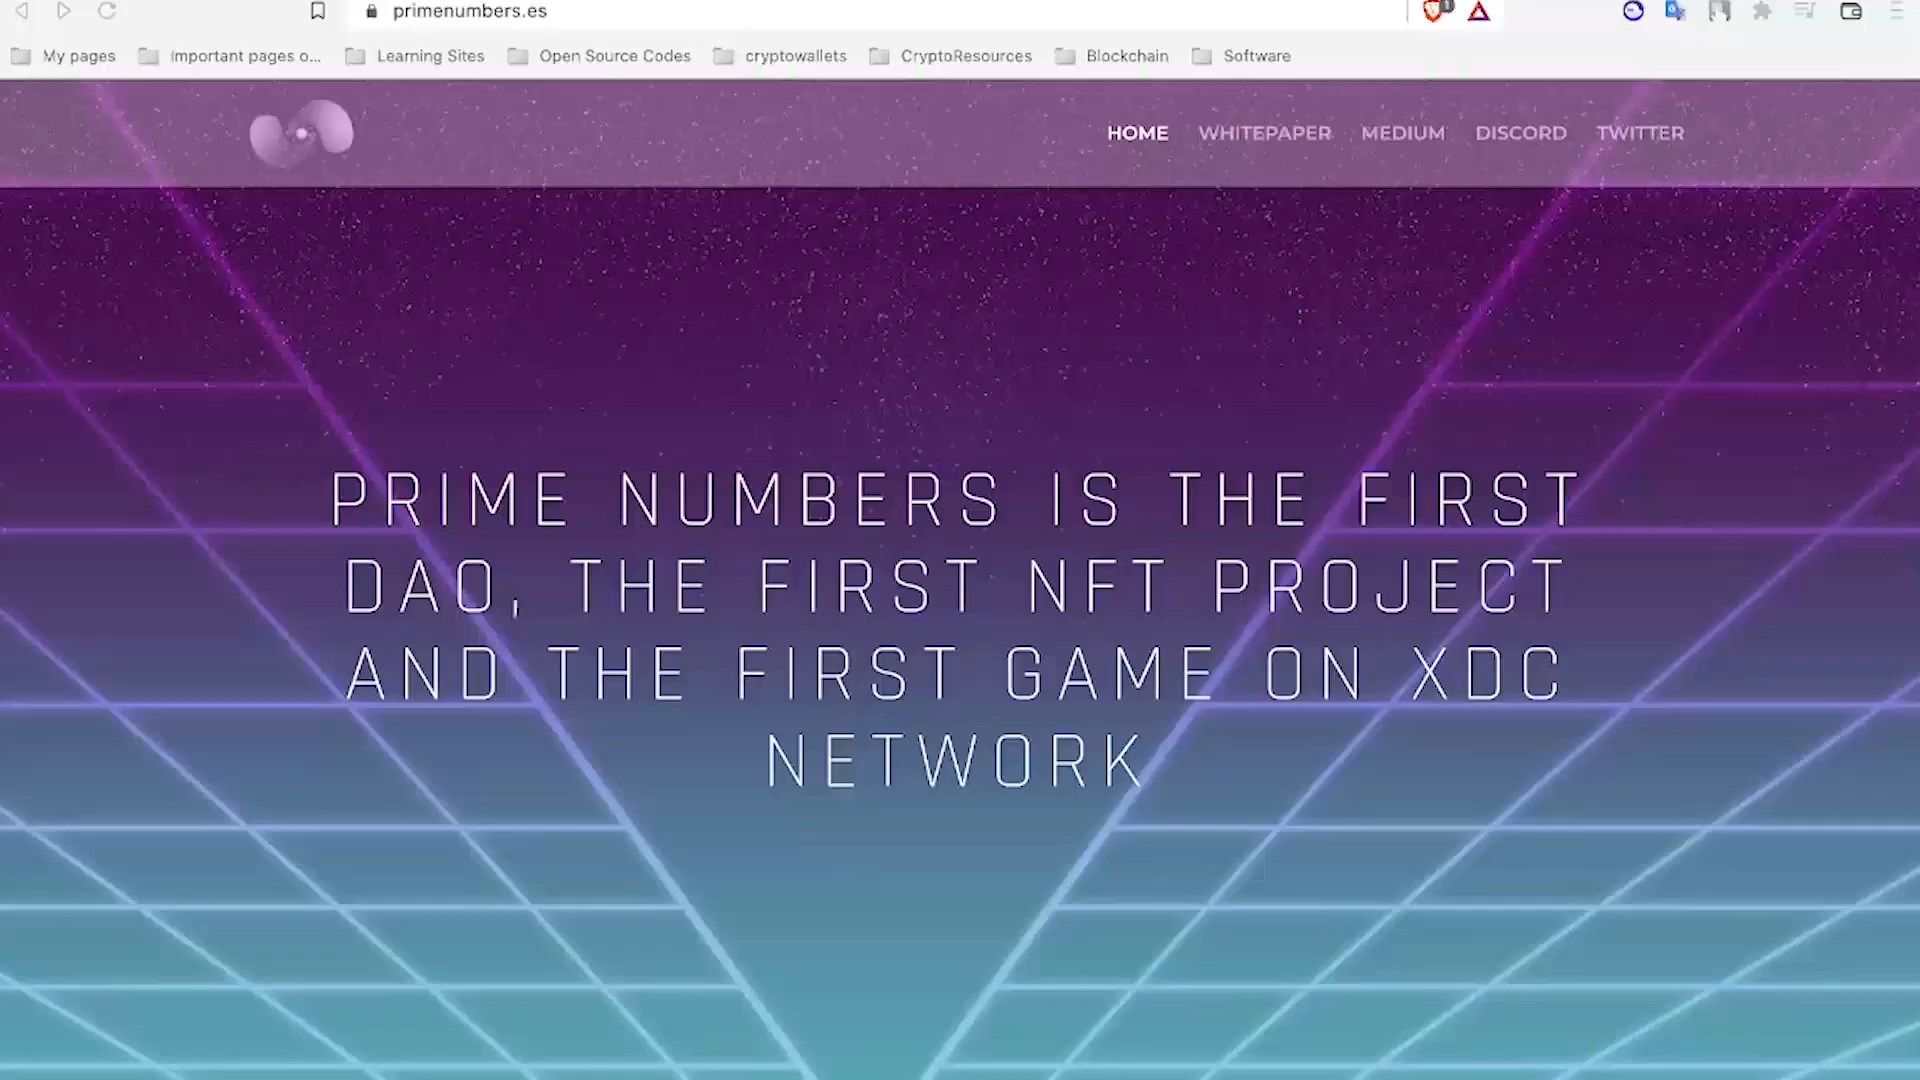 primenumbers.es
My pages
Important pages o...
Learning Sites
Open Source Codes
cryptowallets
CryptoResources
Blockchain
Software
HOME
WHITEPAPER
MEDIUM
DISCORD
TWITTER
PRIME NUMBERS IS THE FIRST
DAO, THE FIRST NFT PROJECT
AND THE FIRST GAME ON XDC
NETWORK